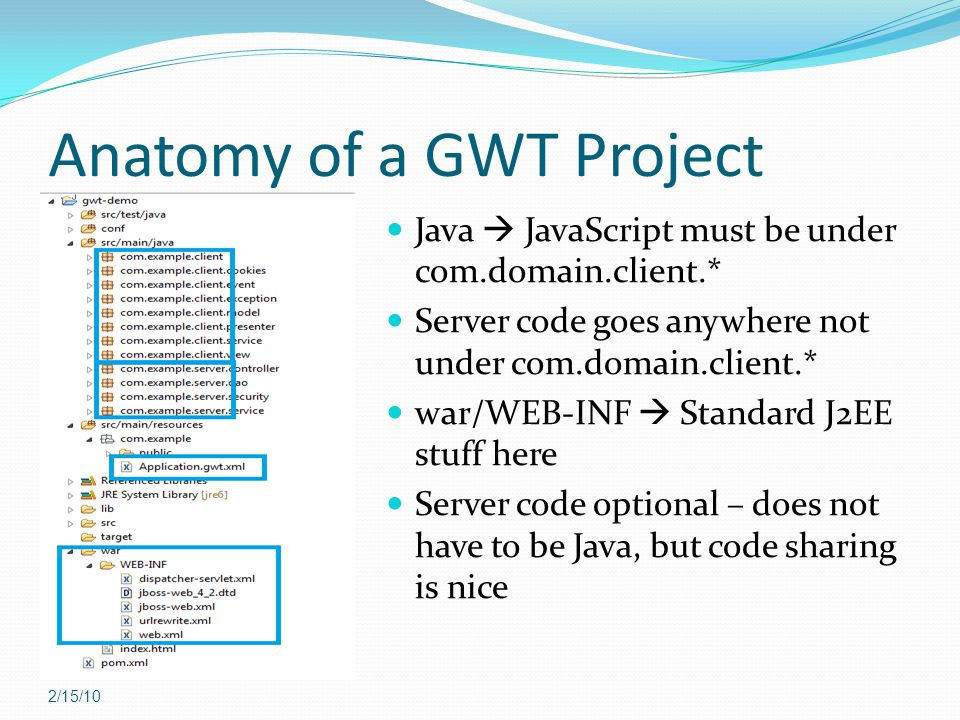 Anatomy of a GWT Project
gwt-demo
src/test/java
conf
src/main/java
com.example.client
com.example.client.cookies
com.example.client.event
com.example.client.exception
com.example.client.model
com.example.client.presenter
com.example.client.service
com.example.client.view
com.example.server.controller
com.example.server.dao
com.example.server.security
com.example.server.service
src/main/resources
com.example
public
Application.gwt.xml
Referenced Libraries
JRE System Library [jre6]
lib
src
target
war
WEB-INF
dispatcher-servlet.xml
jboss-web_4_2.dtd
jboss-web.xml
urlrewrite.xml
web.xml
index.html
pom.xml
Java → JavaScript must be under
com.domain.client.*
Server code goes anywhere not
under com.domain.client.*
war/WEB-INF → Standard J2EE
stuff here
Server code optional – does not
have to be Java, but code sharing
is nice
2/15/10